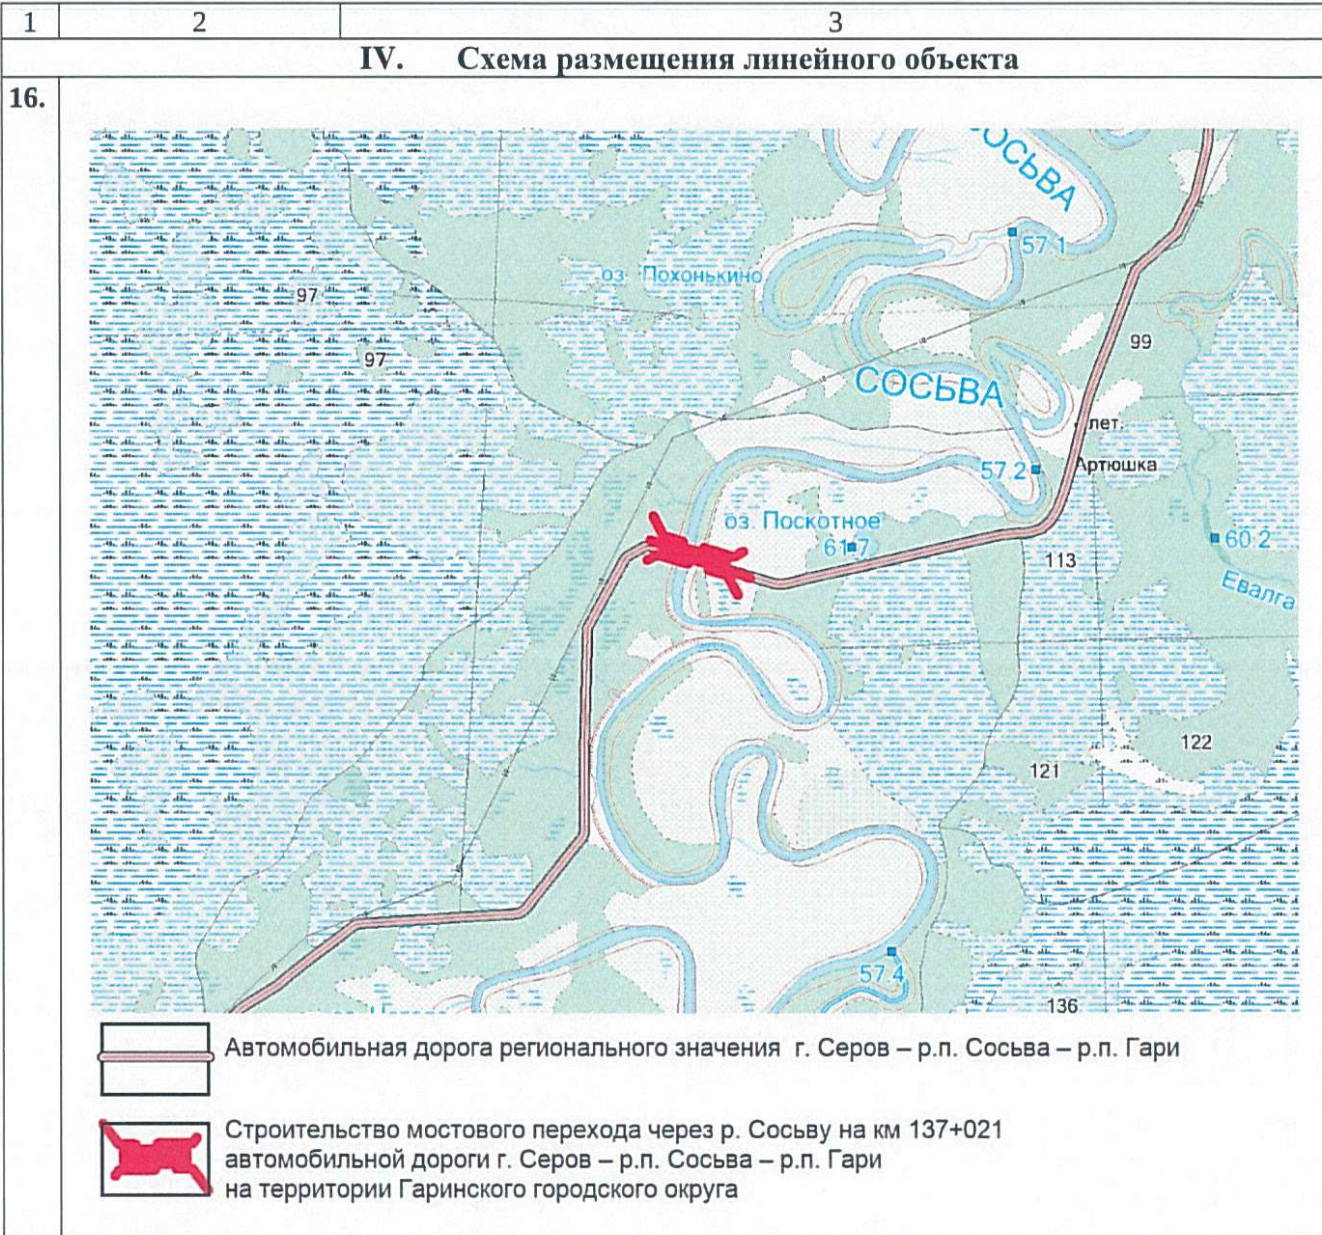 1 2 3
IV. Схема размещения линейного объекта
16.
СОСЬВА
57.1
оз. Похонькино
97
99
97
СОСЬВА
лет.
57.2
Артюшка
оз. Поскотное
61.7
60.2
113
Евалга
122
121
57.4
136
Автомобильная дорога регионального значения г. Серов – р.п. Сосьва – р.п. Гари
Строительство мостового перехода через р. Сосьву на км 137+021
автомобильной дороги г. Серов – р.п. Сосьва – р.п. Гари
на территории Гаринского городского округа